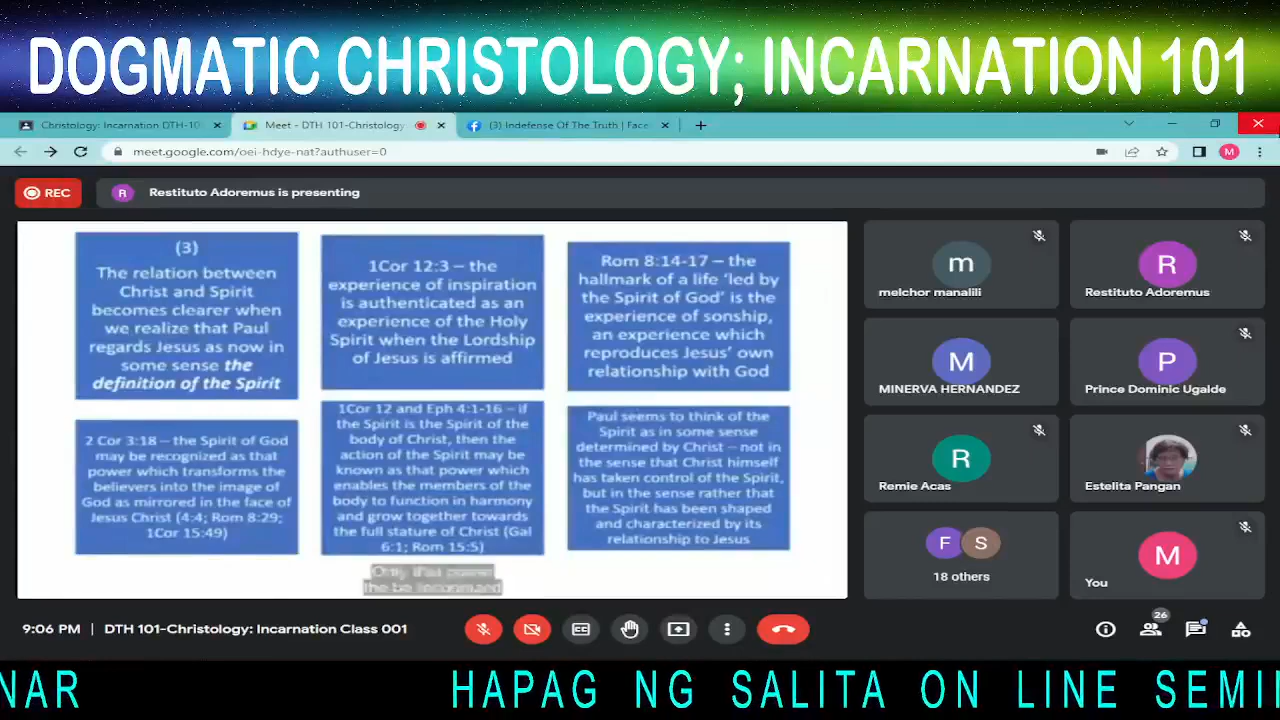 DOGMATIC CHRISTOLOGY; INCARNATION 101
Christology: Incarnation DTH-10
Meet - DTH 101-Christology
(3) Indefense Of The Truth | Face
meet.google.com/oei-hdye-nat?authuser=0
M
REC
R
Restituto Adoremus is presenting
(3)
The relation between
Christ and Spirit
becomes clearer when
we realize that Paul
regards Jesus as now in
some sense the
definition of the Spirit
1Cor 12:3 – the
experience of inspiration
is authenticated as an
experience of the Holy
Spirit when the Lordship
of Jesus is affirmed
Rom 8:14-17 – the
hallmark of a life ‘led by
the Spirit of God’ is the
experience of sonship,
an experience which
reproduces Jesus’ own
relationship with God
2 Cor 3:18 – the Spirit of God
may be recognized as that
power which transforms the
believers into the image of
God as mirrored in the face of
Jesus Christ (4:4; Rom 8:29;
1Cor 15:49)
1Cor 12 and Eph 4:1-16 – if
the Spirit is the Spirit of the
body of Christ, then the
action of the Spirit may be
known as that power which
enables the members of the
body to function in harmony
and grow together towards
the full stature of Christ (Gal
6:1; Rom 15:5)
Paul seems to think of the
Spirit as in some sense
determined by Christ – not in
the sense that Christ himself
has taken control of the Spirit,
but in the sense rather that
the Spirit has been shaped
and characterized by its
relationship to Jesus
m
melchor manalili
R
Restituto Adoremus
M
MINERVA HERNANDEZ
P
Prince Dominic Ugalde
R
Remie Acas
Estelita Pangan
F
S
18 others
M
You
9:06 PM | DTH 101-Christology: Incarnation Class 001
26
NAR
HAPAG NG SALITA ON LINE SEMI